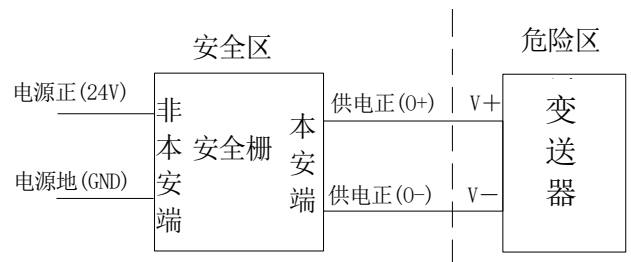 安全区
危险区
电源正(24V)
供电正(0+)
V+
非本安端
安全栅
本安端
变送器
电源地(GND)
供电正(0-)
V-